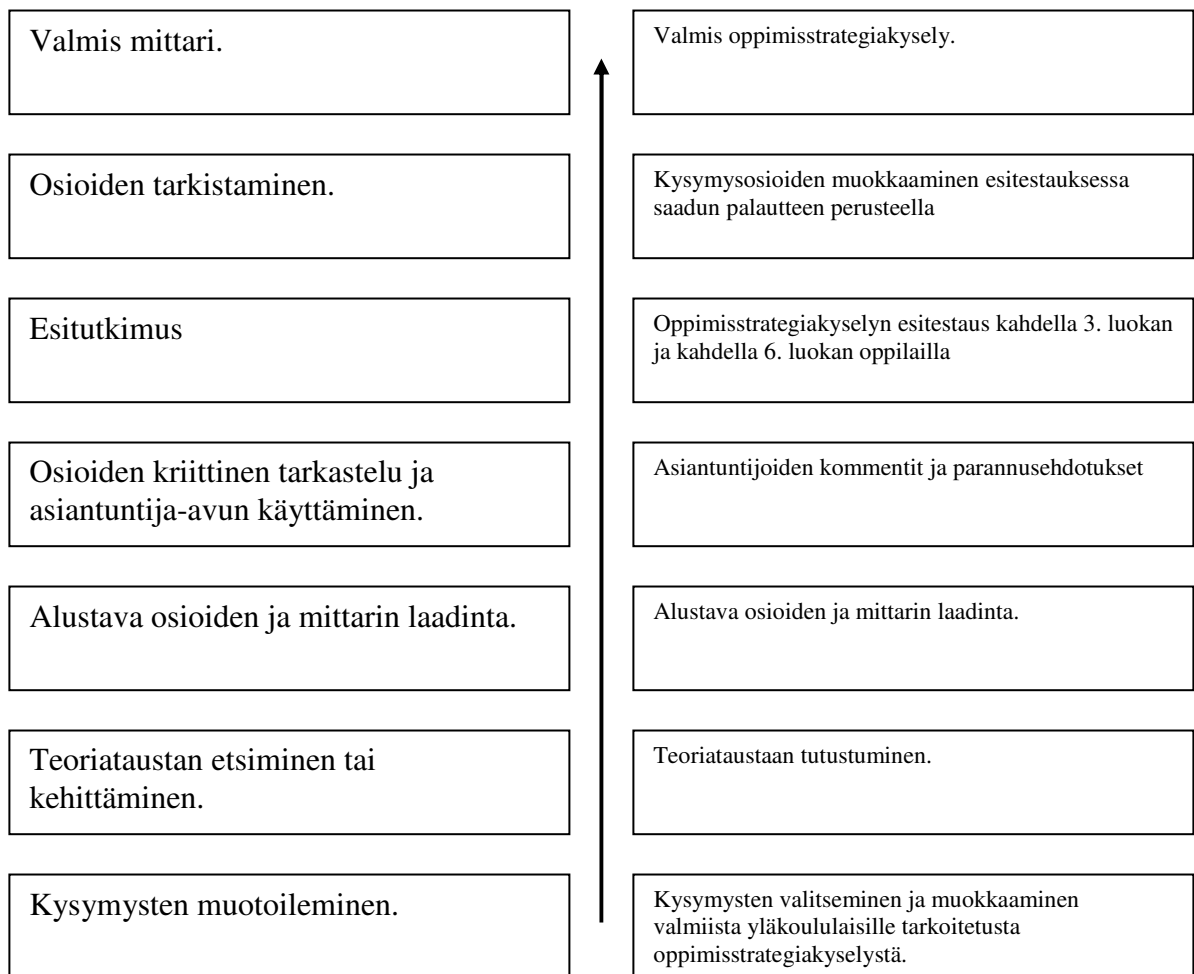 Valmis mittari.
Valmis oppimisstrategiakysely.
Osioiden tarkistaminen.
Kysymysosioiden muokkaaminen esitestauksessa
saadun palautteen perusteella
Esitutkimus
Oppimisstrategiakyselyn esitestaus kahdella 3. luokan
ja kahdella 6. luokan oppilailla
Osioiden kriittinen tarkastelu ja
asiantuntija-avun käyttäminen.
Asiantuntijoiden kommentit ja parannusehdotukset
Alustava osioiden ja mittarin laadinta.
Alustava osioiden ja mittarin laadinta.
Teoriataustan etsiminen tai
kehittäminen.
Teoriataustaan tutustuminen.
Kysymysten muotoileminen.
Kysymysten valitseminen ja muokkaaminen
valmiista yläkoululaisille tarkoitetusta
oppimisstrategiakyselystä.